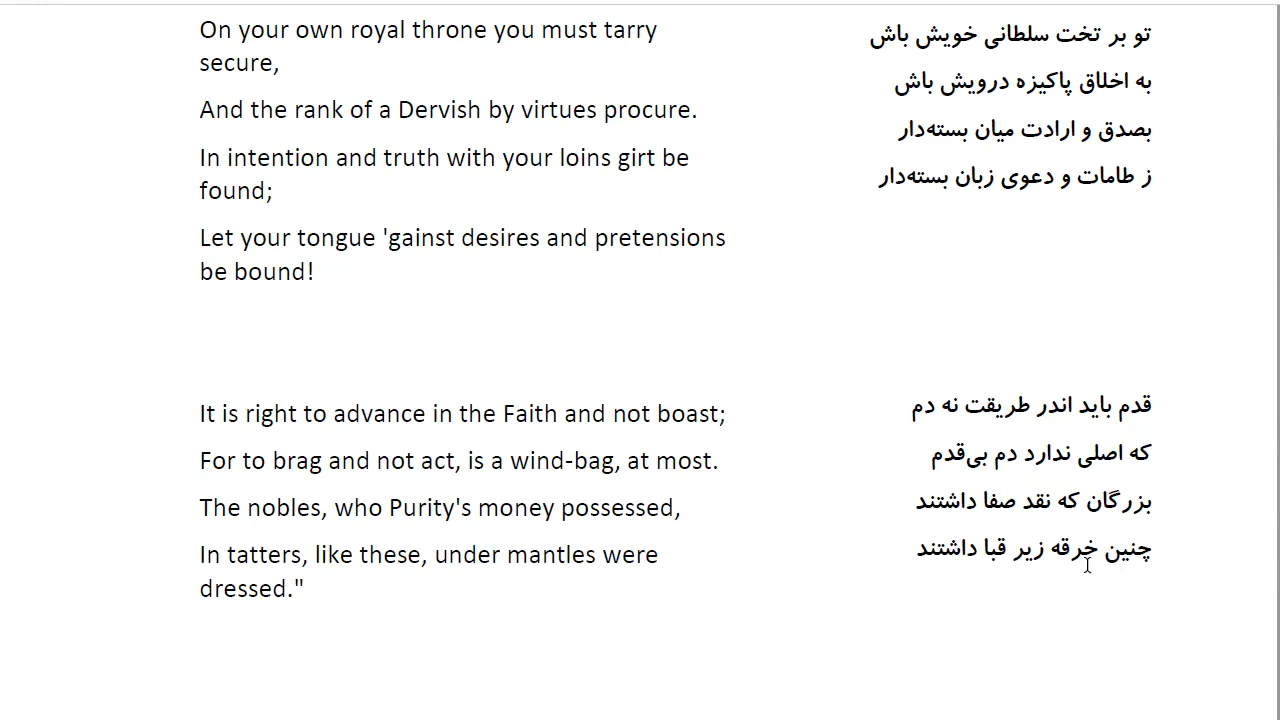 On your own royal throne you must tarry
secure,
And the rank of a Dervish by virtues procure.
In intention and truth with your loins girt be
found;
Let your tongue 'gainst desires and pretensions
be bound!
It is right to advance in the Faith and not boast;
For to brag and not act, is a wind-bag, at most.
The nobles, who Purity's money possessed,
In tatters, like these, under mantles were
dressed."
تو بر تخت سلطانی خویش باش
به اخلاق پاکیزه درویش باش
بصدق و ارادت میان بسته‌دار
ز طامات و دعوی زبان بسته‌دار
قدم باید اندر طریقت نه دم
که اصلی ندارد دم بی‌قدم
بزرگان که نقد صفا داشتند
چنین خرقه زیر قبا داشتند